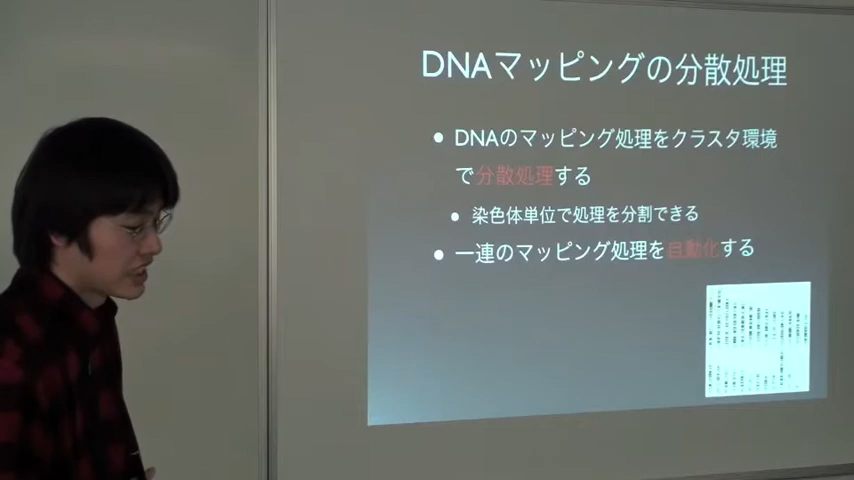 DNAマッピングの分散処理
DNAのマッピング処理をクラスタ環境
で分散処理する
染色体単位で処理を分割できる
一連のマッピング処理を自動化する